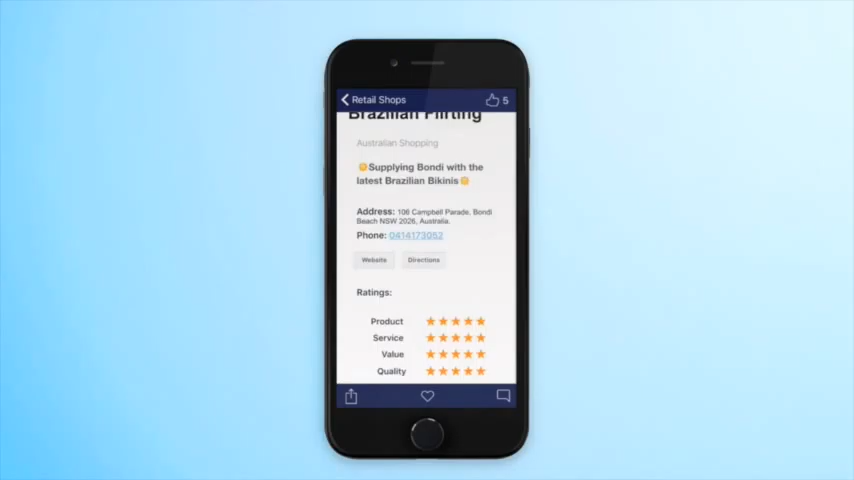 Retail Shops
5
Brazilian Flirting
Australian Shopping
Supplying Bondi with the
latest Brazilian Bikinis
Address: 106 Campbell Parade, Bondi
Beach NSW 2026, Australia.
Phone: 0414173052
Website
Directions
Ratings:
Product
Service
Value
Quality